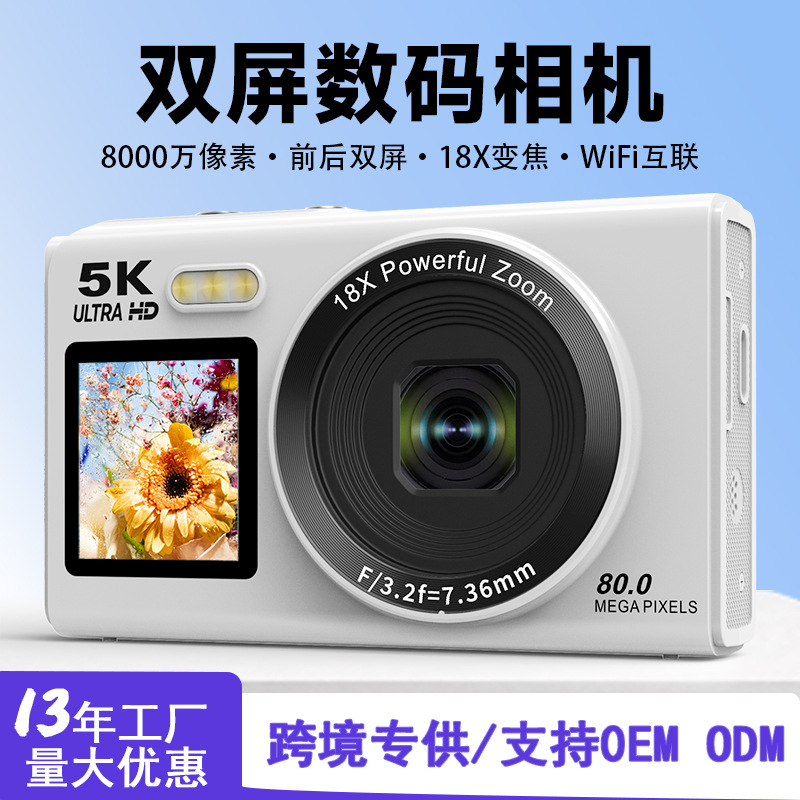 双屏数码相机
8000万像素·前后双屏·18X变焦·WiFi互联
5K
ULTRA HD
18X Powerful Zoom
F/3.2f=7.36mm
80.0
MEGA PIXELS
13年工厂
量大优惠
跨境专供/支持OEM ODM